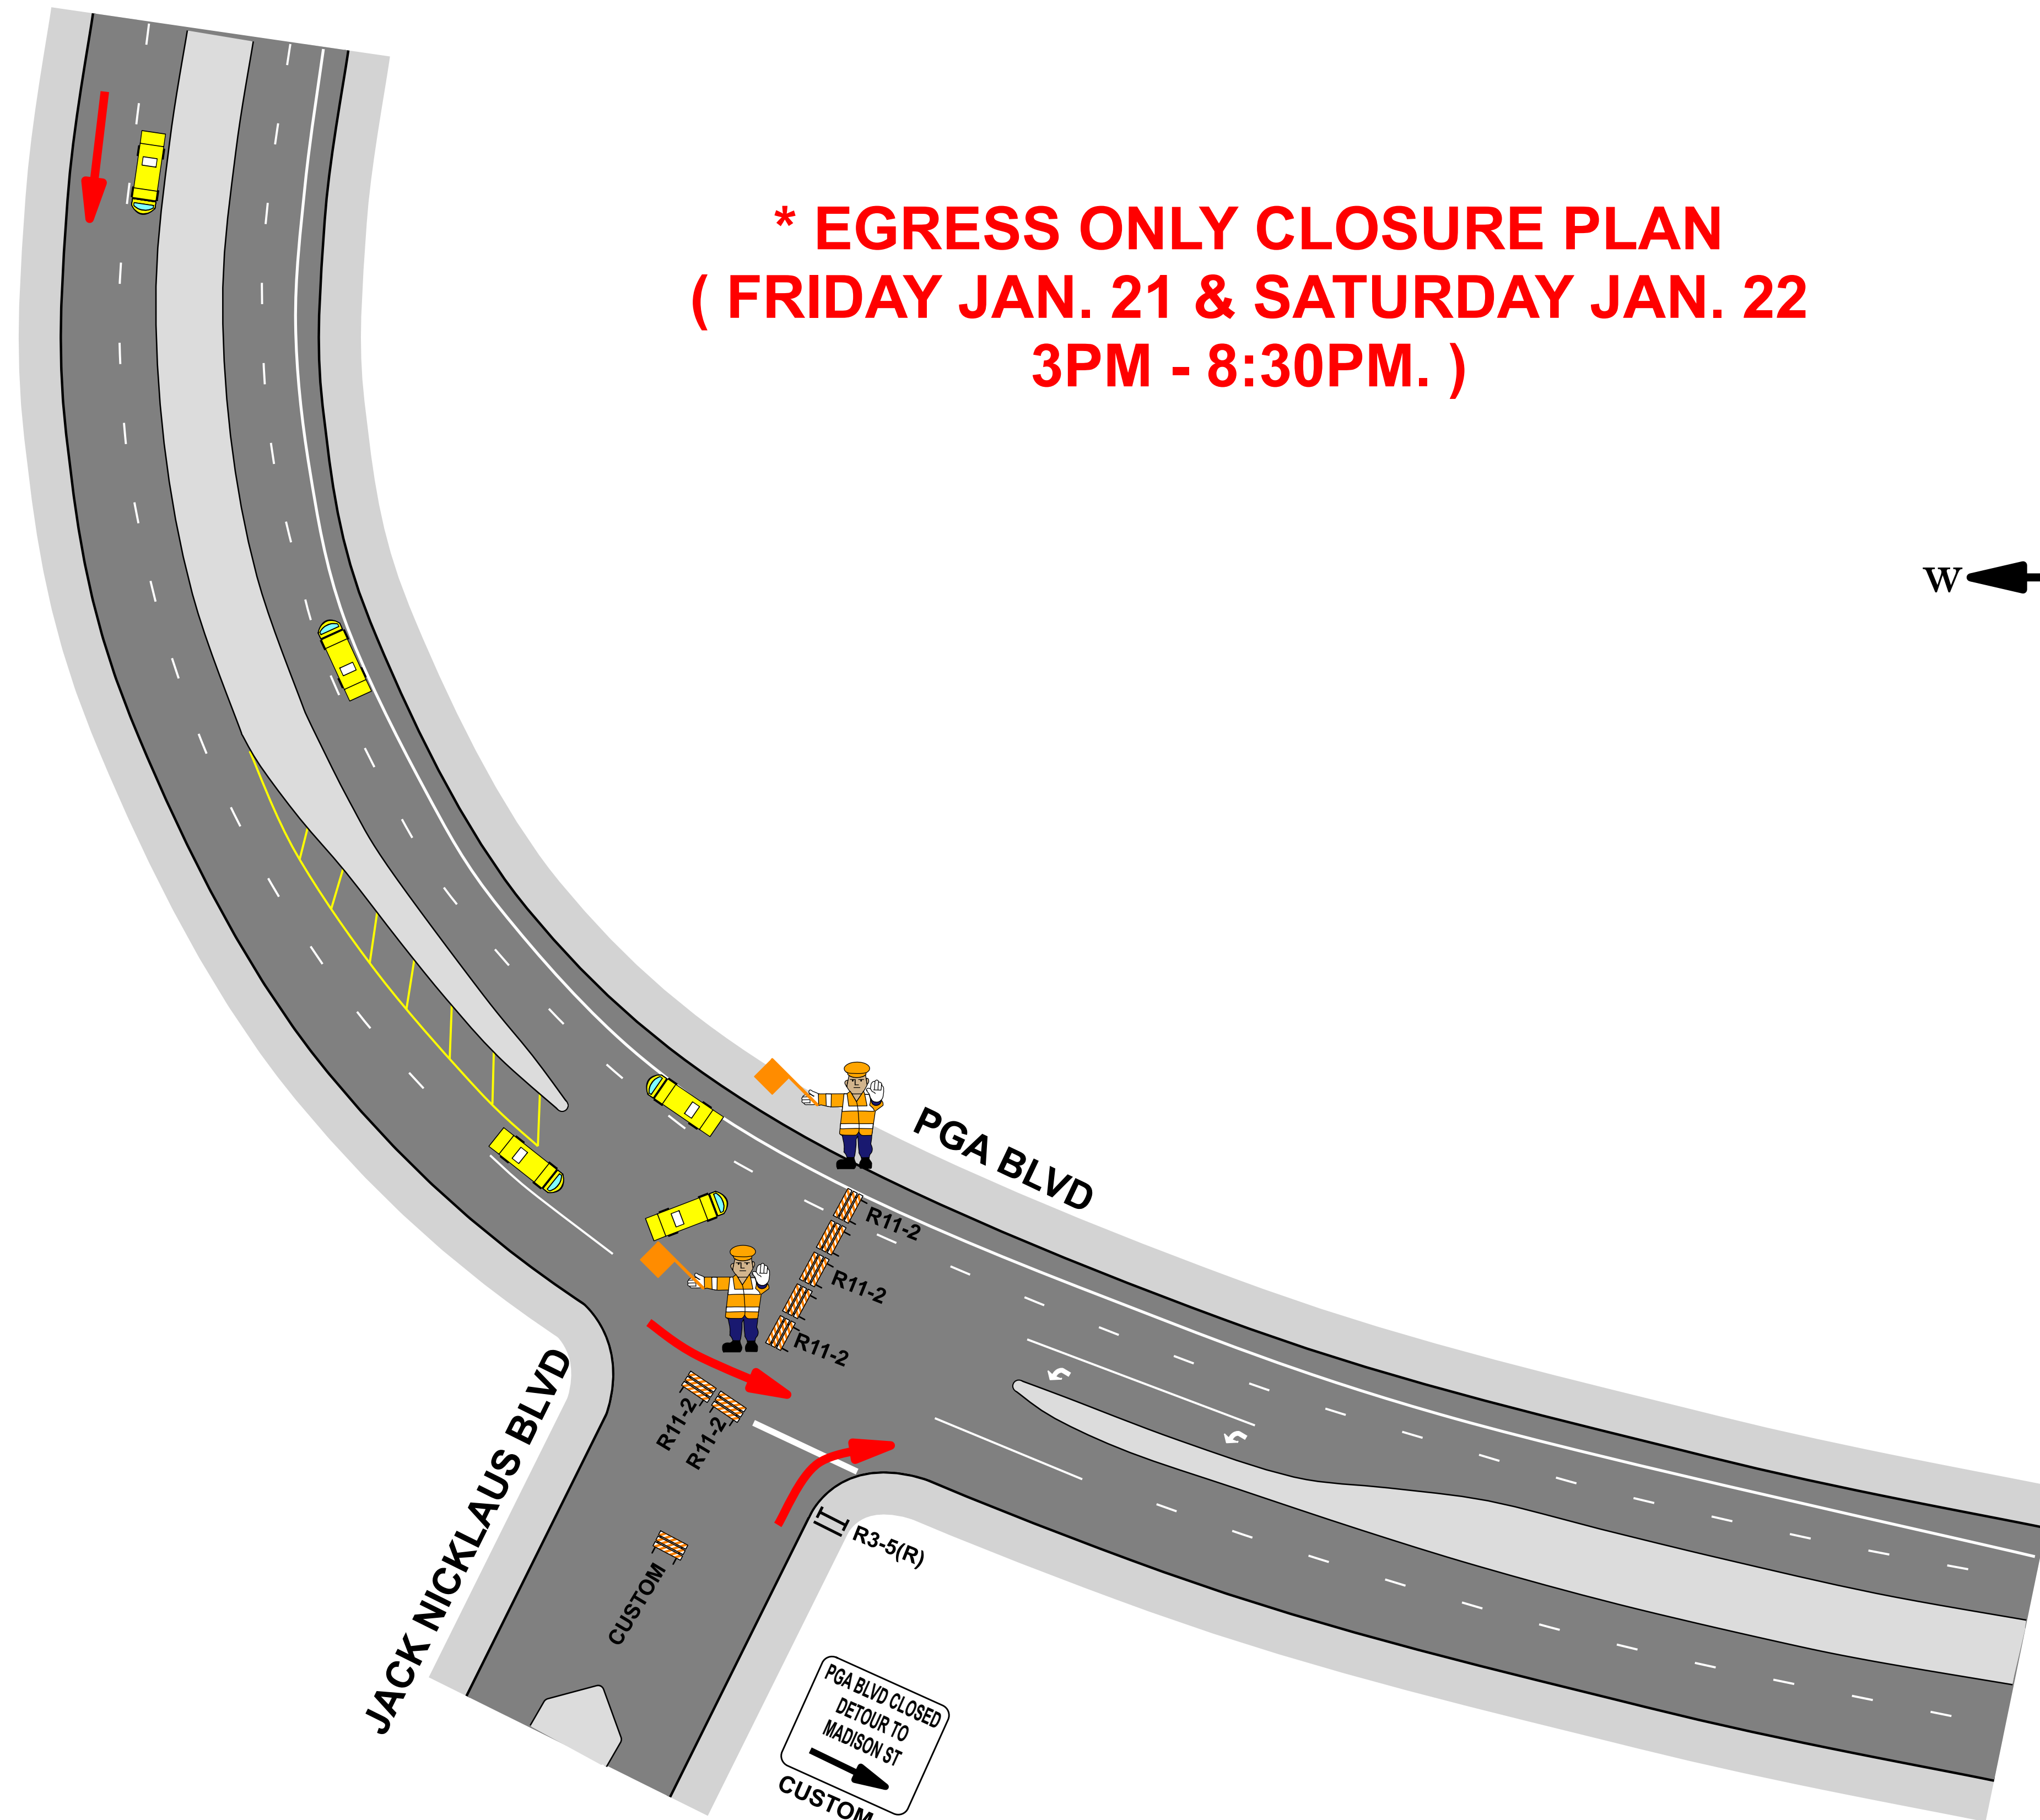 * EGRESS ONLY CLOSURE PLAN
( FRIDAY JAN. 21 & SATURDAY JAN. 22
3PM - 8:30PM. )
W
PGA BLVD
R11-2
R11-2
R11-2
R11-2
R11-2
JACK NICKLAUS BLVD
R3-5(R)
CUSTOM
PGA BLVD CLOSED
DETOUR TO
MADISON ST
CUSTOM